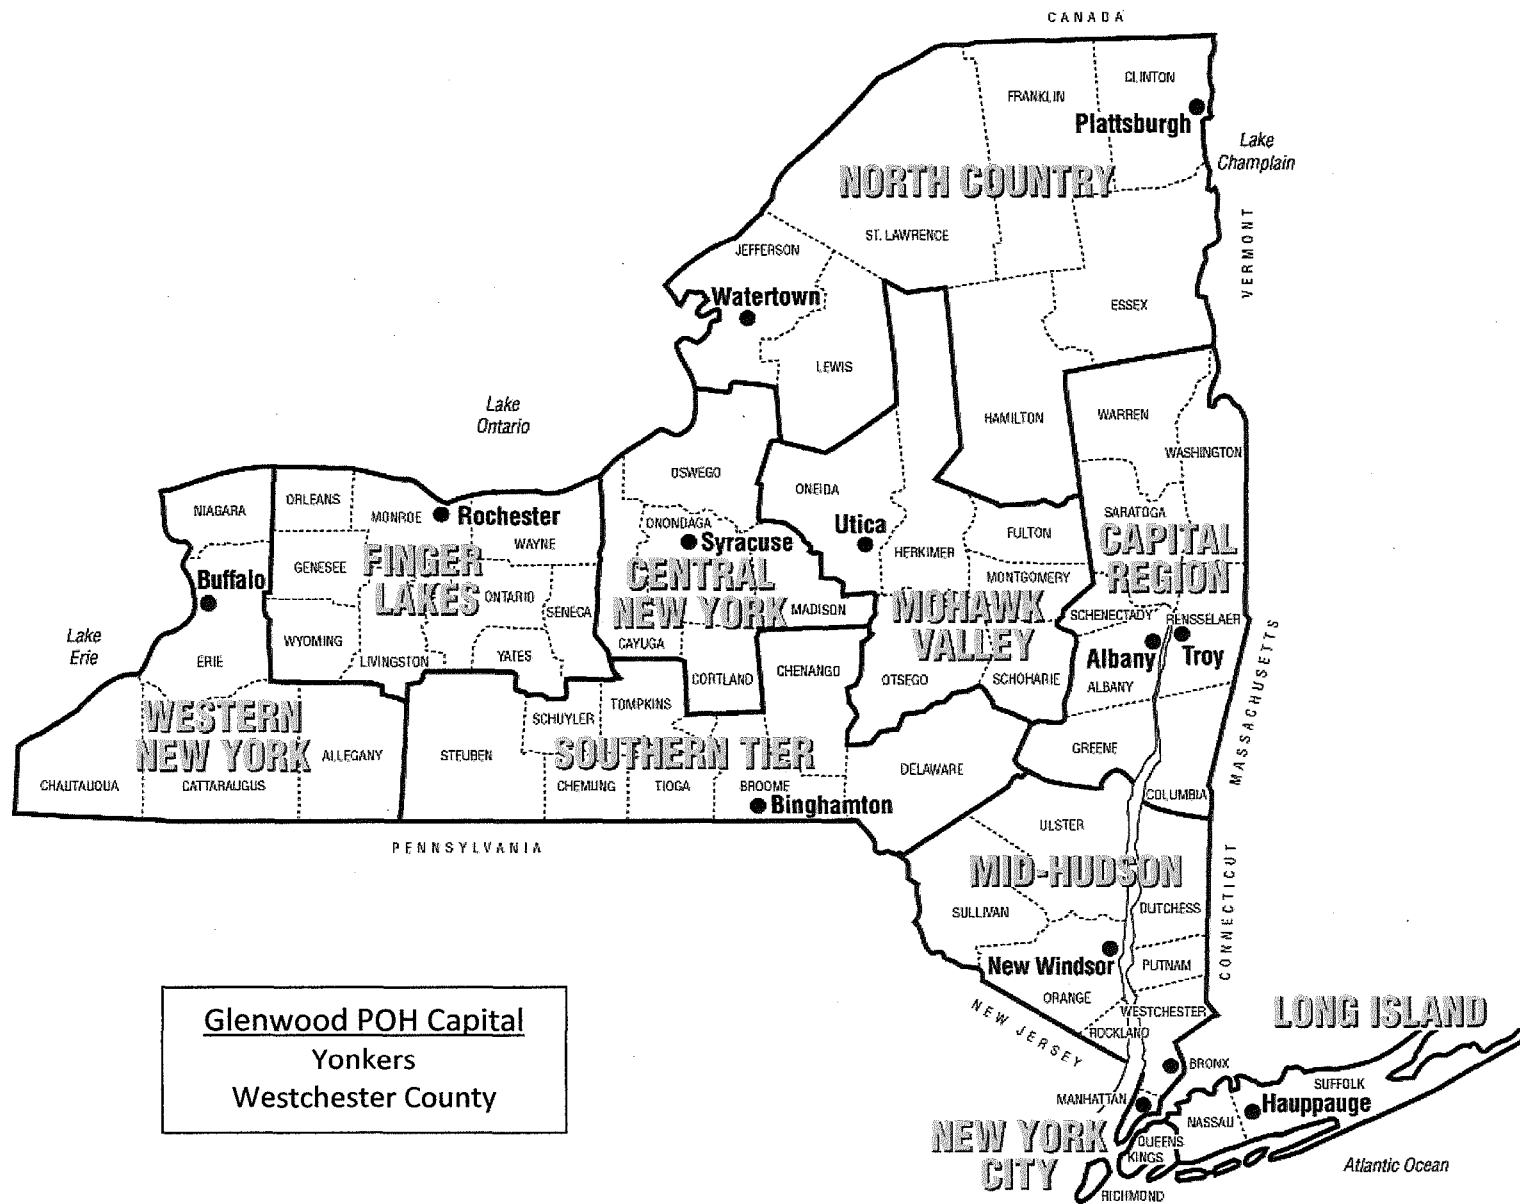 CANADA
CLINTON
FRANKLIN
Plattsburgh
Lake
Champlain
NORTH COUNTRY
VERMONT
ST. LAWRENCE
JEFFERSON
Watertown
ESSEX
LEWIS
Lake
Ontario
HAMILTON
WARREN
WASHINGTON
OSWEGO
ONEIDA
NIAGARA
ORLEANS
MONROE
Rochester
WAYNE
ONONDAGA
Syracuse
Utica
HERKIMER
FULTON
SARATOGA
CAPITAL
REGION
GENESEE
FINGER
LAKES
ONTARIO
SENECA
CENTRAL
NEW YORK
MADISON
MOHAWK
VALLEY
MONTGOMERY
SCHENECTADY
RENSSELAER
Buffalo
Lake
Erie
ERIE
WYOMING
LIVINGSTON
YATES
CAYUGA
CORTLAND
CHENANGO
OTSEGO
SCHOHARIE
Albany
Troy
ALBANY
MASSACHUSETTS
WESTERN
NEW YORK
ALLEGANY
CHAUTAUQUA
CATTARAUGUS
STEUBEN
SCHUYLER
TOMPKINS
SOUTHERN TIER
CHEMUNG
TIOGA
BROOME
Binghamton
DELAWARE
GREENE
COLUMBIA
PENNSYLVANIA
ULSTER
MID-HUDSON
SULLIVAN
DUTCHESS
CONNECTICUT
New Windsor
PUTNAM
ORANGE
WESTCHESTER
ROCKLAND
NEW JERSEY
LONG ISLAND
BRONX
SUFFOLK
MANHATTAN
Hauppauge
NASSAU
NEW YORK
CITY
QUEENS
KINGS
RICHMOND
Atlantic Ocean
Glenwood POH Capital
Yonkers
Westchester County